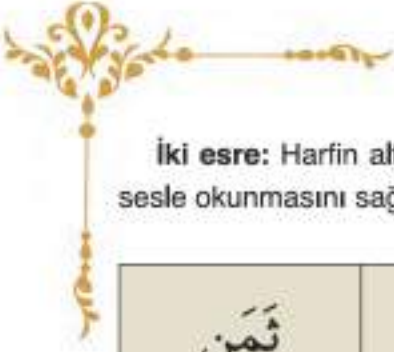 İki esre: Harfin al
sesle okunmasını sağ
ثَمَن